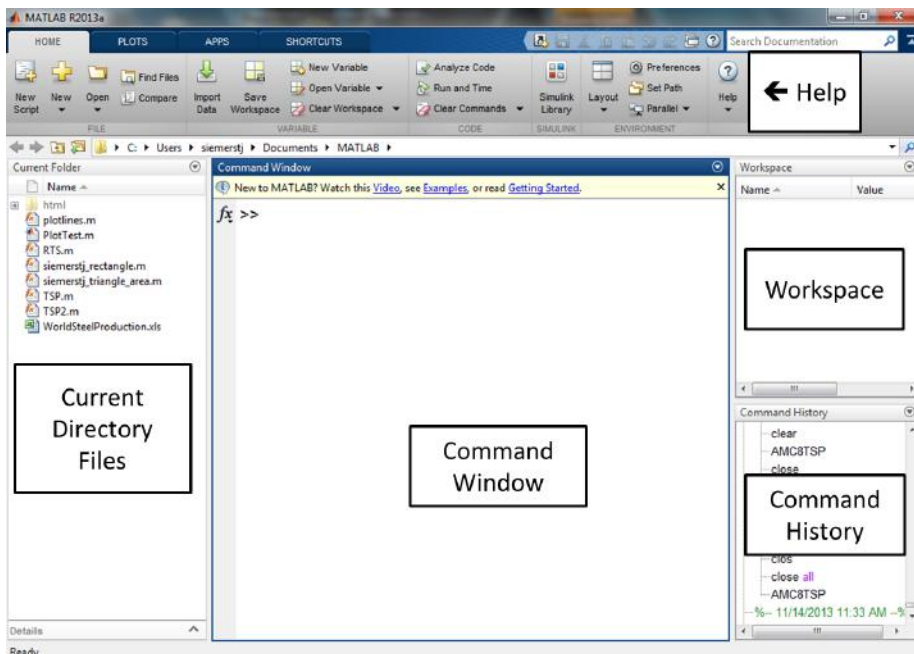 MATLAB R2013a
HOME PLOTS APPS SHORTCUTS
Search Documentation
New Script
New
Open
Find Files
Compare
Import Data
Save Workspace
New Variable
Open Variable
Clear Workspace
Analyze Code
Run and Time
Clear Commands
Simulink Library
Layout
Preferences
Set Path
Parallel
Help
← Help
FILE VARIABLE CODE SIMULINK ENVIRONMENT
C: Users siemerstj Documents MATLAB
Current Folder
Name
html
plotlines.m
PlotTest.m
RTS.m
siemerstj_rectangle.m
siemerstj_triangle_area.m
TSP.m
TSP2.m
WorldSteelProduction.xls
Current
Directory
Files
Details
Command Window
New to MATLAB? Watch this Video, see Examples, or read Getting Started.
fx >>
Command
Window
Workspace
Name Value
Workspace
Command History
clear
AMC8TSP
close
Command
History
clos
close all
AMC8TSP
%-- 11/14/2013 11:33 AM --%
Ready